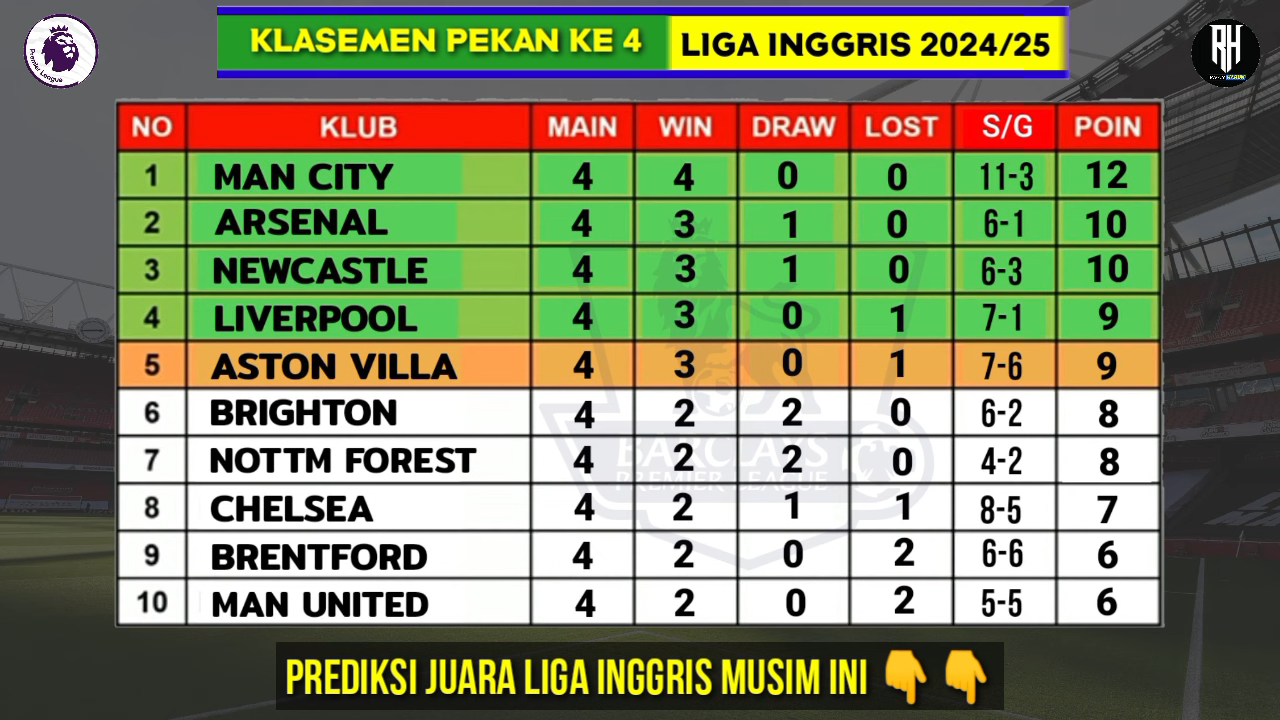 KLASEMEN PEKAN KE 4 LIGA INGGRIS 2024/25
Premier League
RH
NO KLUB MAIN WIN DRAW LOST S/G POIN
1 MAN CITY 4 4 0 0 11-3 12
2 ARSENAL 4 3 1 0 6-1 10
3 NEWCASTLE 4 3 1 0 6-3 10
4 LIVERPOOL 4 3 0 1 7-1 9
5 ASTON VILLA 4 3 0 1 7-6 9
6 BRIGHTON 4 2 2 0 6-2 8
7 NOTTM FOREST 4 2 2 0 4-2 8
8 CHELSEA 4 2 1 1 8-5 7
9 BRENTFORD 4 2 0 2 6-6 6
10 MAN UNITED 4 2 0 2 5-5 6
BARCLAYS
PREMIER LEAGUE
PREDIKSI JUARA LIGA INGGRIS MUSIM INI 👇 👇